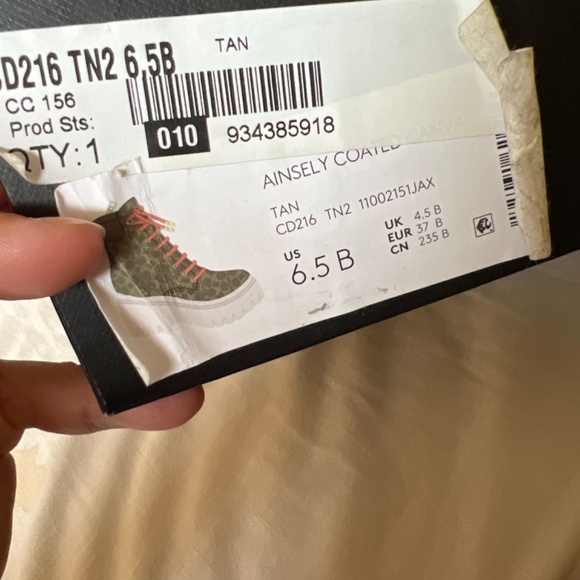 CD216 TN2 6.5B
TAN
CC 156
Prod Sts:
010 934385918
QTY:1
AINSELY COATED CANV
TAN
CD216 TN2 11002151JAX
US
6.5 B
UK 4.5 B
EUR 37 B
CN 235 B